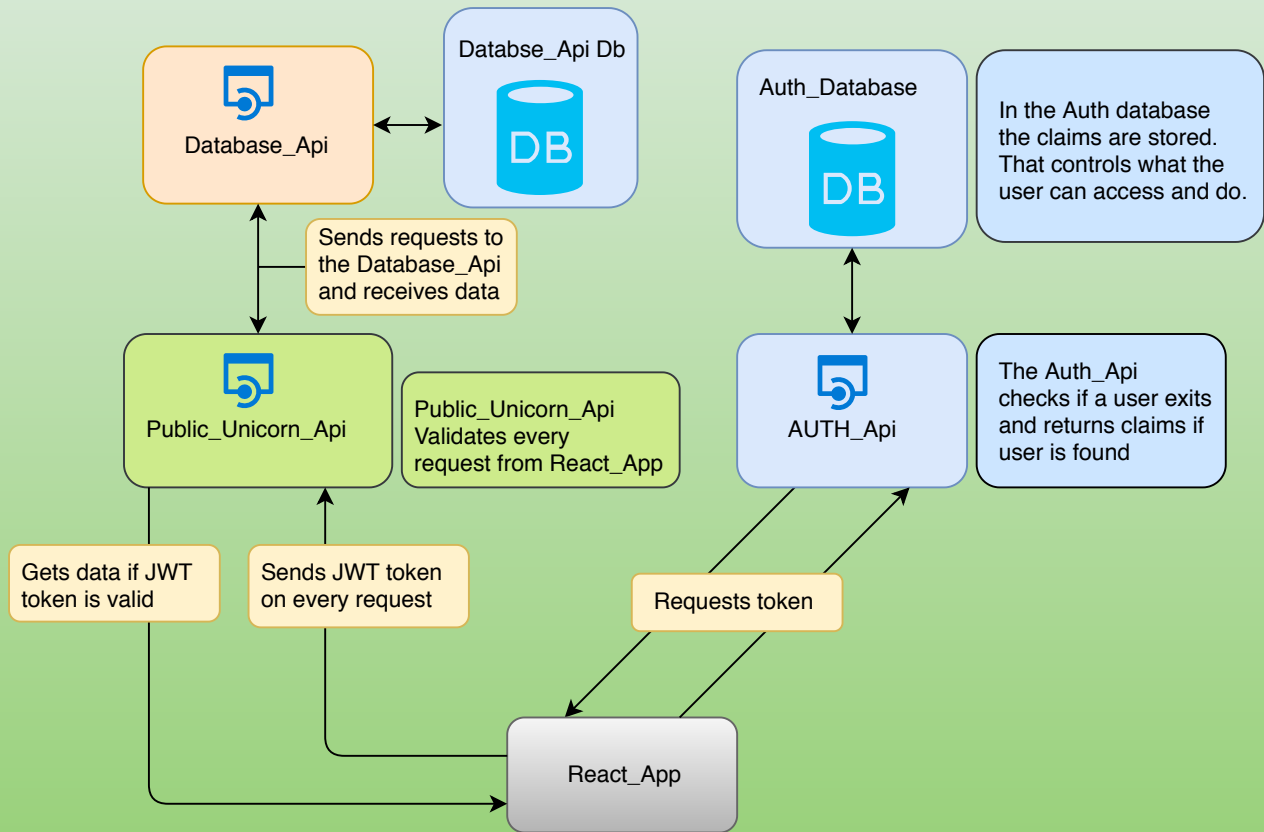 Databse_Api Db
DB
Database_Api
Auth_Database
DB
In the Auth database
the claims are stored.
That controls what the
user can access and do.
Sends requests to
the Database_Api
and receives data
Public_Unicorn_Api
Public_Unicorn_Api
Validates every
request from React_App
AUTH_Api
The Auth_Api
checks if a user exits
and returns claims if
user is found
Gets data if JWT
token is valid
Sends JWT token
on every request
Requests token
React_App